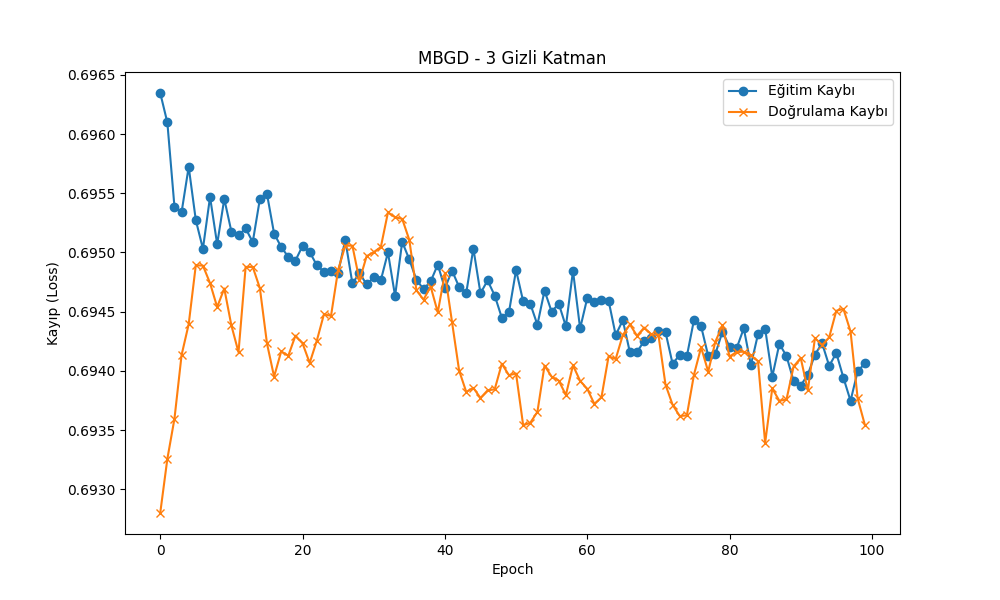 MBGD - 3 Gizli Katman
Eğitim Kaybı
Doğrulama Kaybı
Kayıp (Loss)
0.6965
0.6960
0.6955
0.6950
0.6945
0.6940
0.6935
0.6930
0
20
40
60
80
100
Epoch